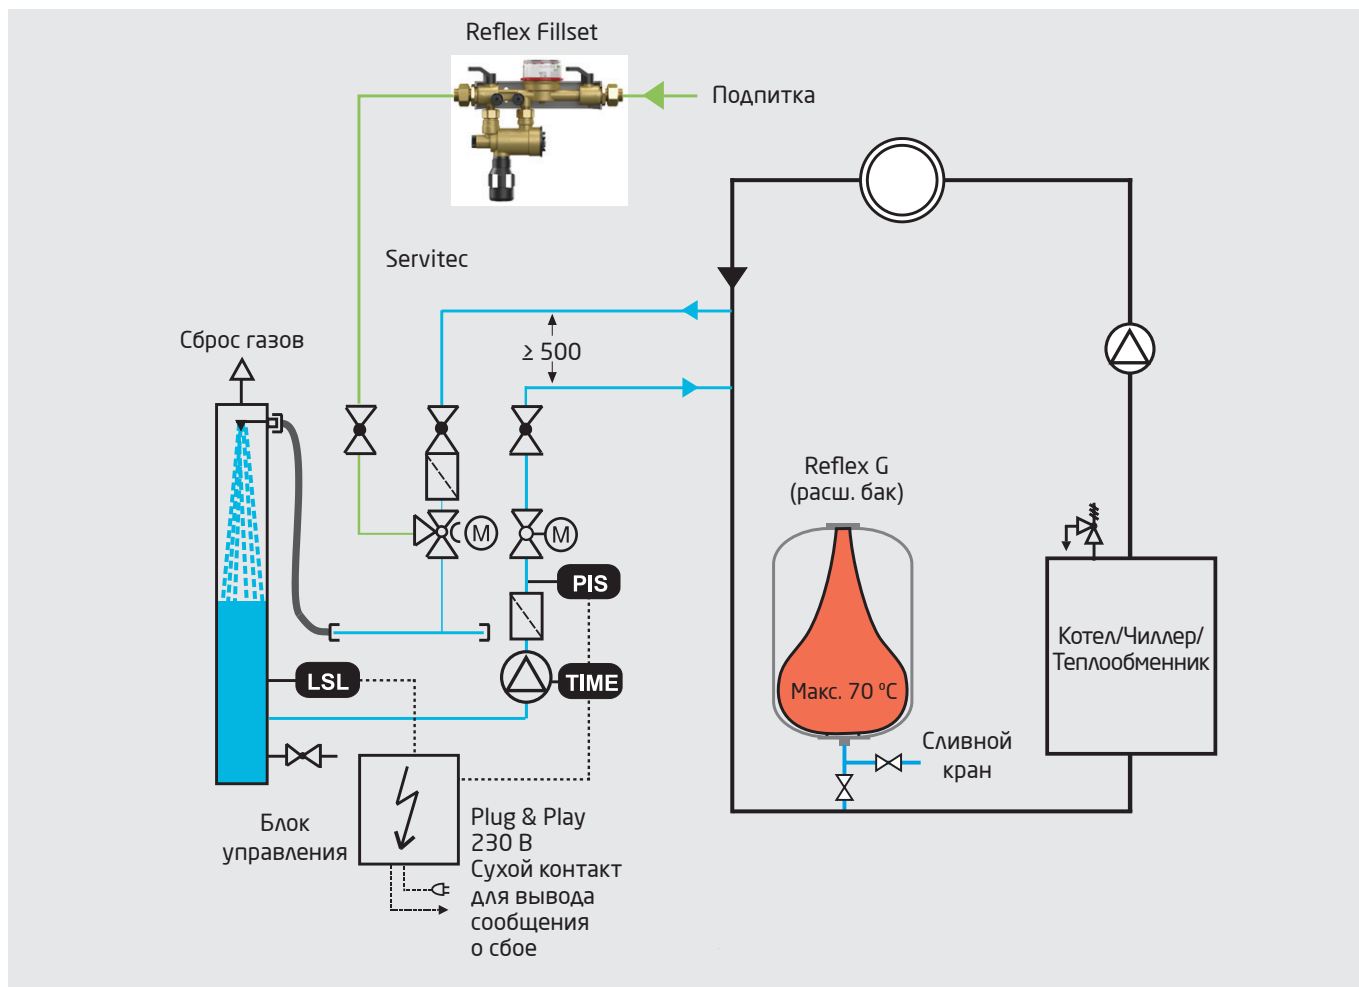 Reflex Fillset
Подпитка
Servitec
Сброс газов
≥ 500
Reflex G
(расш. бак)
M
M
PIS
Котел/Чиллер/
Теплообменник
LSL
TIME
Макс. 70 °C
Сливной
кран
Блок
управления
Plug & Play
230 В
Сухой контакт
для вывода
сообщения
о сбое